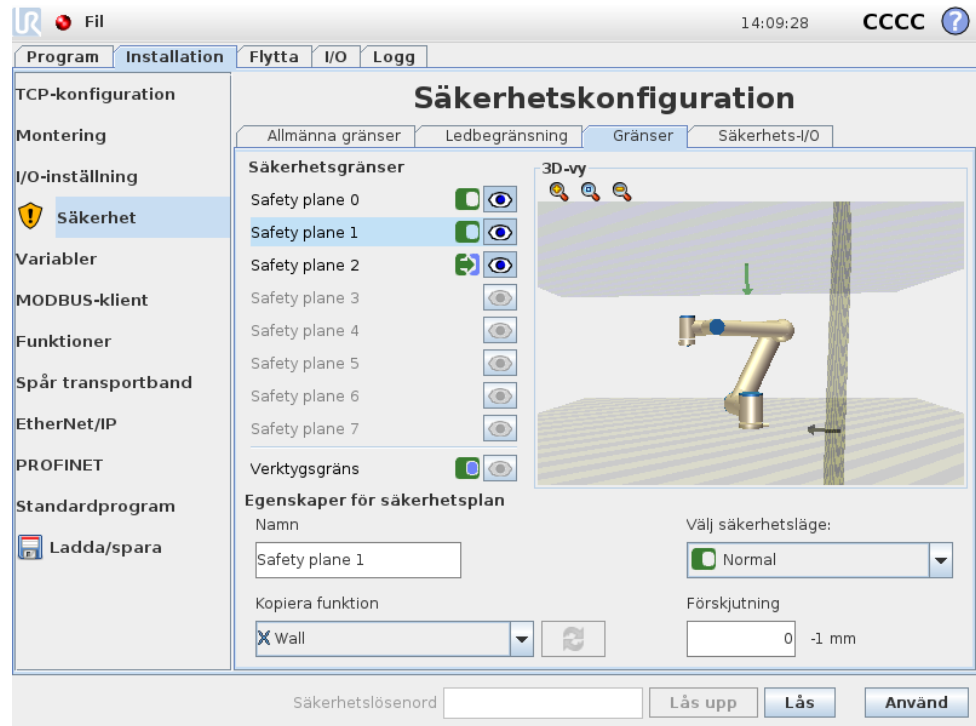 UR Fil 14:09:28 CCCC ?
Program Installation Flytta I/O Logg
TCP-konfiguration
Montering
I/O-inställning
Säkerhet
Variabler
MODBUS-klient
Funktioner
Spår transportband
EtherNet/IP
PROFINET
Standardprogram
Ladda/spara
Säkerhetskonfiguration
Allmänna gränser Ledbegränsning Gränser Säkerhets-I/O
Säkerhetsgränser
Safety plane 0
Safety plane 1
Safety plane 2
Safety plane 3
Safety plane 4
Safety plane 5
Safety plane 6
Safety plane 7
Verktygsgräns
3D-vy
Egenskaper för säkerhetsplan
Namn
Safety plane 1
Välj säkerhetsläge:
Normal
Kopiera funktion
Wall
Förskjutning
0 -1 mm
Säkerhetslösenord Lås upp Lås Använd